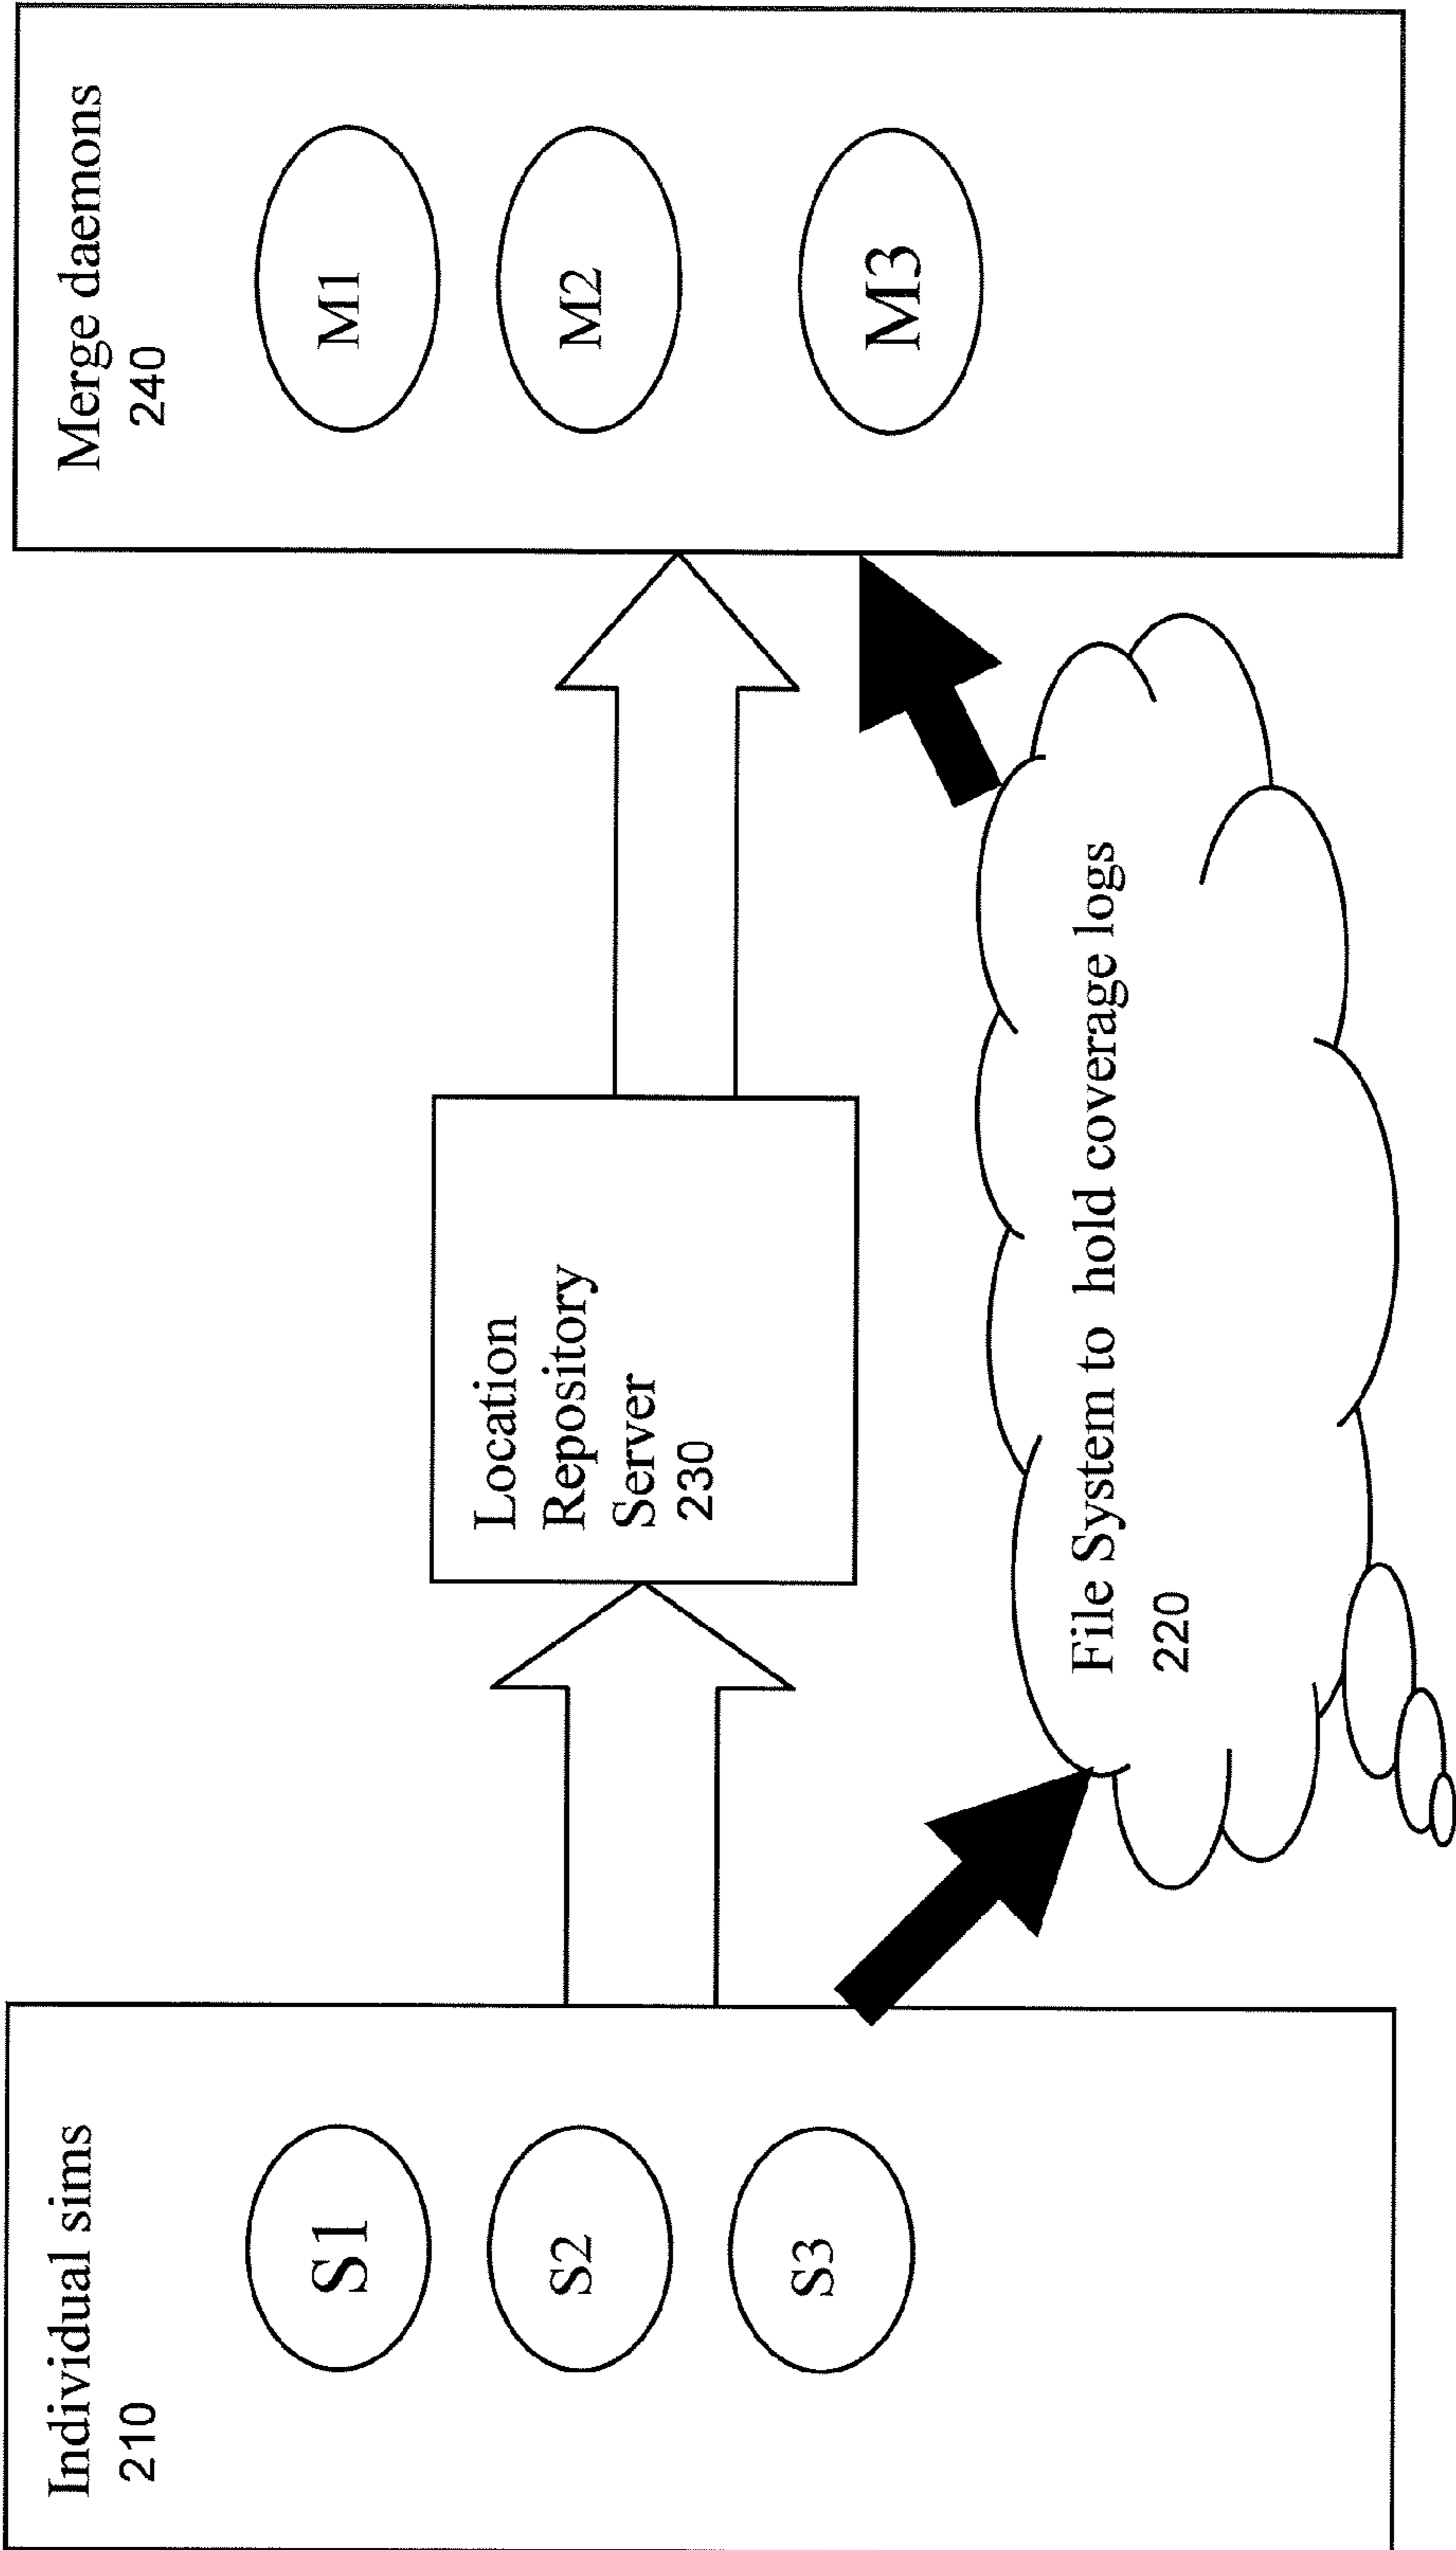 Individual sims
210
S1
S2
S3
Location
Repository
Server
230
File System to hold coverage logs
220
Merge daemons
240
M1
M2
M3